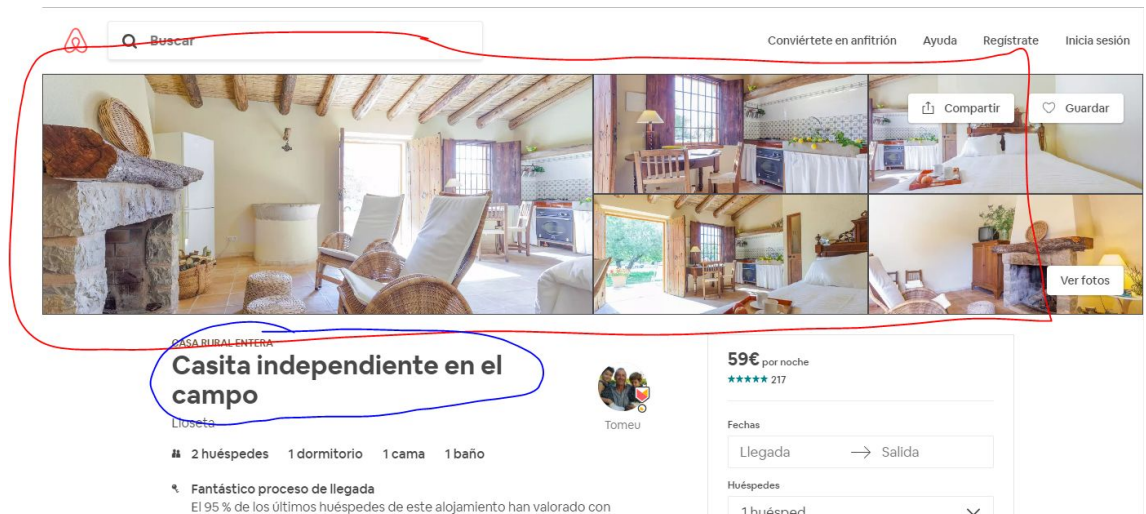 Buscar
Conviértete en anfitrión Ayuda Regístrate Inicia sesión
Compartir Guardar
Ver fotos
CASA RURAL ENTERA
Casita independiente en el
campo
Lloseta
Tomeu
2 huéspedes 1 dormitorio 1 cama 1 baño
Fantástico proceso de llegada
El 95 % de los últimos huéspedes de este alojamiento han valorado con
59€ por noche
217
Fechas
Llegada → Salida
Huéspedes
1 huésped